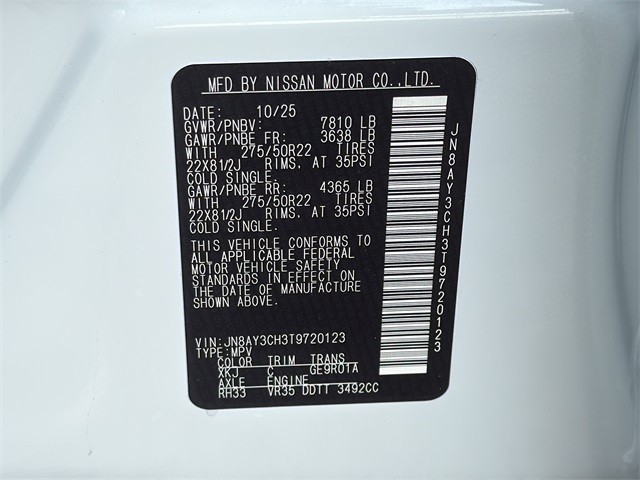 MFD BY NISSAN MOTOR CO.,LTD.
DATE: 10/25
GVWR/PNBV: 7810 LB
GAWR/PNBE FR: 3638 LB
WITH 275/50R22 TIRES
22X81/2J RIMS, AT 35PSI
COLD SINGLE.
GAWR/PNBE RR: 4365 LB
WITH 275/50R22 TIRES
22X81/2J RIMS, AT 35PSI
COLD SINGLE.
THIS VEHICLE CONFORMS TO
ALL APPLICABLE FEDERAL
MOTOR VEHICLE SAFETY
STANDARDS IN EFFECT ON
THE DATE OF MANUFACTURE
SHOWN ABOVE.
VIN:JN8AY3CH3T9720123
TYPE:MPV
COLOR TRIM TRANS
XKJ C GE9R01A
AXLE ENGINE
RH33 VR35 DDTT 3492CC
JN8AY3CH3T9720123